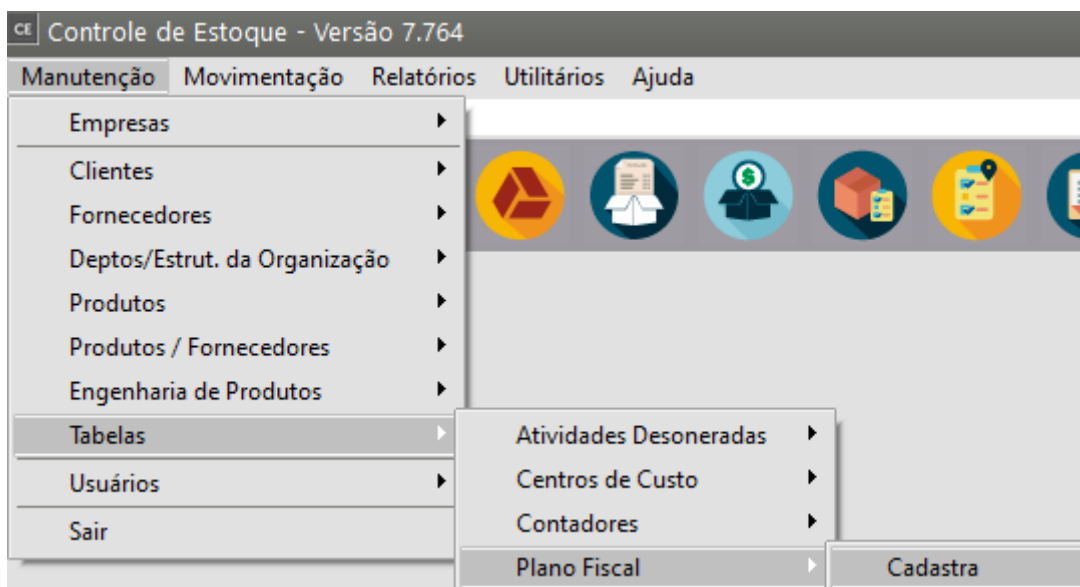 CE Controle de Estoque - Versão 7.764
Manutenção Movimentação Relatórios Utilitários Ajuda
Empresas
Clientes
Fornecedores
Deptos/Estrut. da Organização
Produtos
Produtos / Fornecedores
Engenharia de Produtos
Tabelas
Usuários
Sair
Atividades Desoneradas
Centros de Custo
Contadores
Plano Fiscal
Cadastra